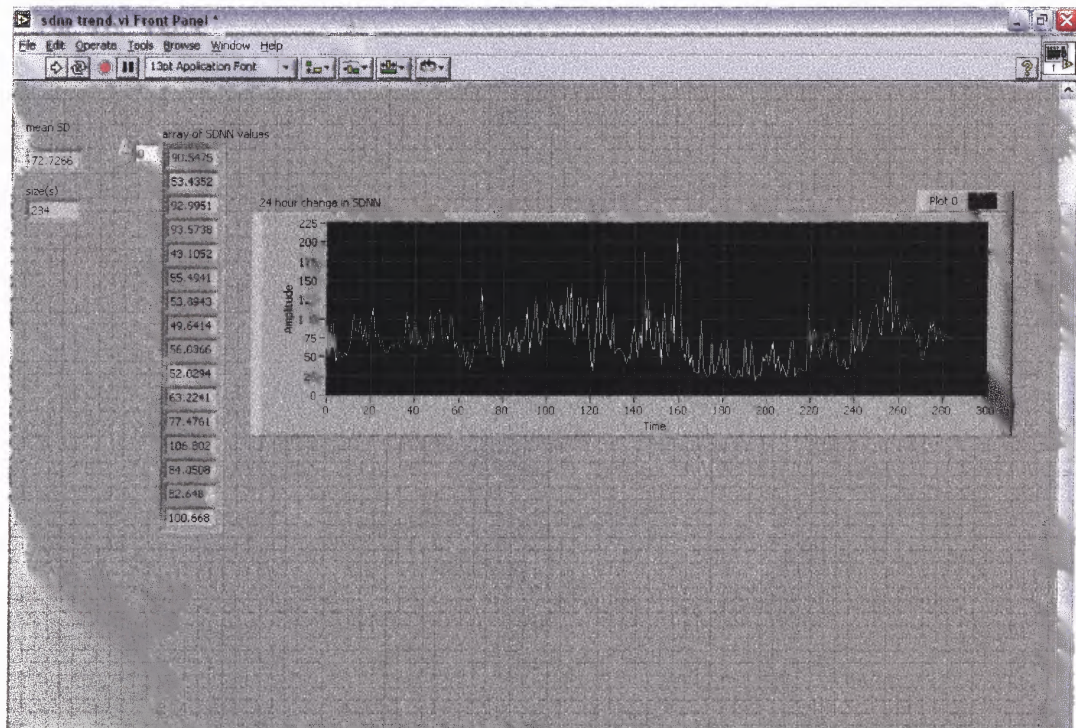 sdnn trend.vi Front Panel *
File Edit Operate Tools Browse Window Help
13pt Application Font
mean SD
72.7266
size(s)
284
array of SDNN values
0
90.5475
53.4352
92.9951
93.5738
43.1052
55.4941
53.8943
49.6414
56.0366
52.0294
63.2241
77.4761
106.802
84.0508
82.648
100.668
24 hour change in SDNN
Plot 0
225
200
150
75
50
0
Amplitude
0 20 40 60 80 100 120 140 160 180 200 220 240 260 280 300
Time